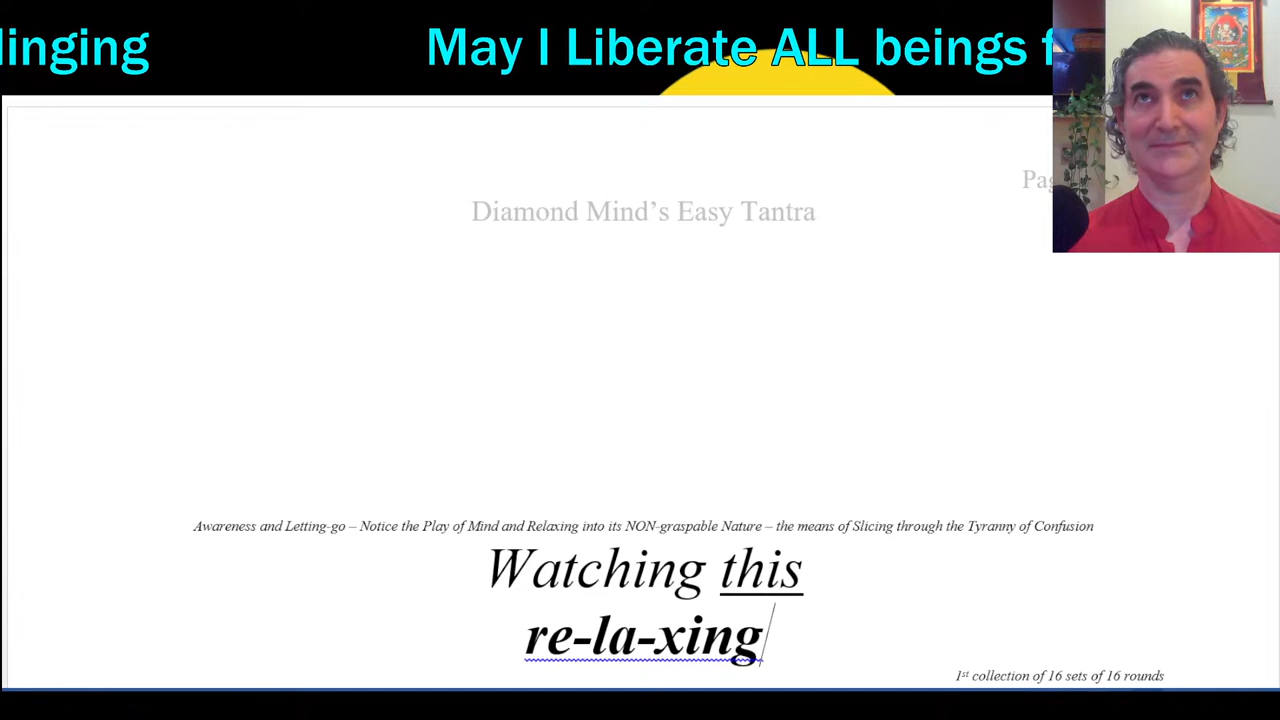 linging May I Liberate ALL beings f
Pag
Diamond Mind’s Easy Tantra
Awareness and Letting-go – Notice the Play of Mind and Relaxing into its NON-graspable Nature – the means of Slicing through the Tyranny of Confusion
Watching this
re-la-xing
1st collection of 16 sets of 16 rounds